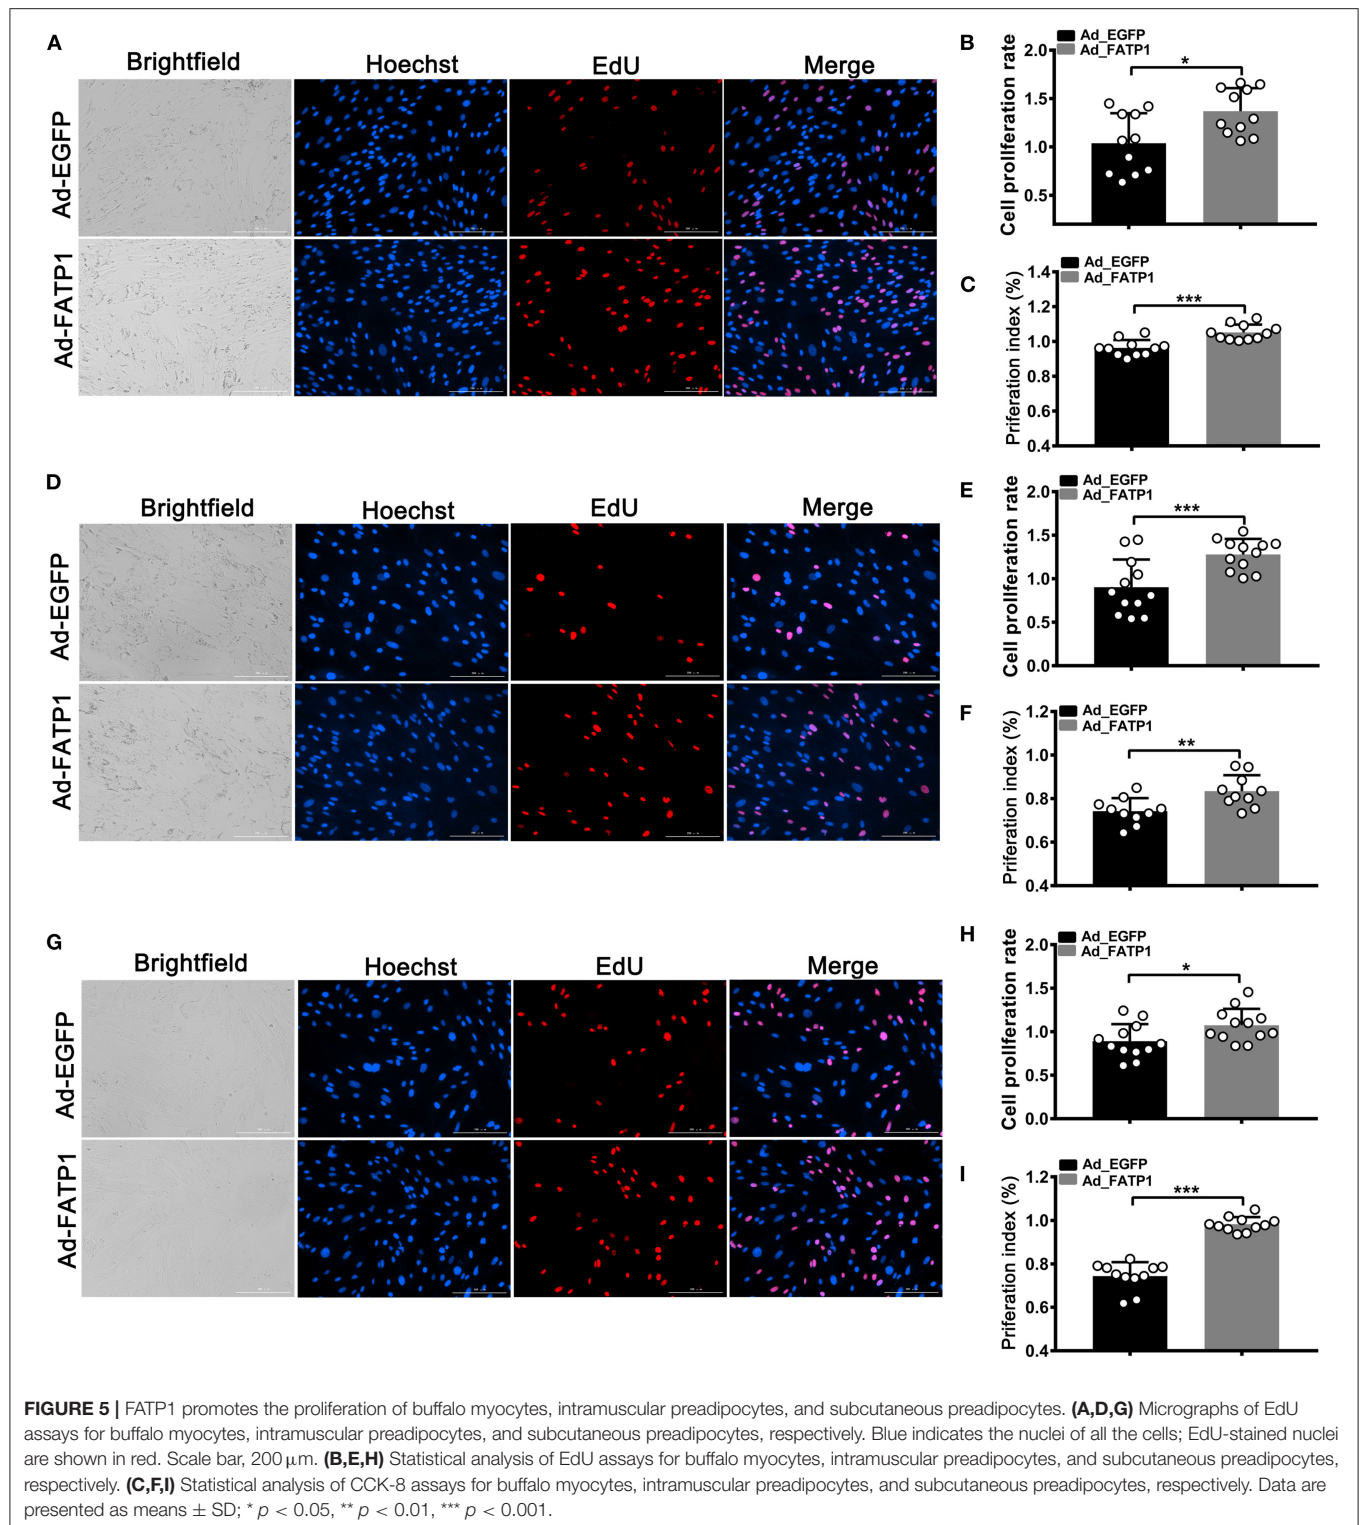 A
Brightfield Hoechst EdU Merge
Ad-EGFP
Ad-FATP1
B
Ad_EGFP
Ad_FATP1
Cell prollferation rate
2.0
1.5
1.0
0.5
*
C
Ad_EGFP
Ad_FATP1
Priferation index (%)
1.4
1.2
1.0
0.8
0.6
0.4
***
D
Brightfield Hoechst EdU Merge
Ad-EGFP
Ad-FATP1
E
Ad_EGFP
Ad_FATP1
Cell prollferation rate
2.0
1.5
1.0
0.5
0.0
***
F
Ad_EGFP
Ad_FATP1
Priferation index (%)
1.2
1.0
0.8
0.6
0.4
**
G
Brightfield Hoechst EdU Merge
Ad-EGFP
Ad-FATP1
H
Ad_EGFP
Ad_FATP1
Cell prollferation rate
2.0
1.5
1.0
0.5
0.0
*
I
Ad_EGFP
Ad_FATP1
Priferation index (%)
1.2
1.0
0.8
0.6
0.4
***
FIGURE 5 | FATP1 promotes the proliferation of buffalo myocytes, intramuscular preadipocytes, and subcutaneous preadipocytes. (A,D,G) Micrographs of EdU
assays for buffalo myocytes, intramuscular preadipocytes, and subcutaneous preadipocytes, respectively. Blue indicates the nuclei of all the cells; EdU-stained nuclei
are shown in red. Scale bar, 200 μm. (B,E,H) Statistical analysis of EdU assays for buffalo myocytes, intramuscular preadipocytes, and subcutaneous preadipocytes,
respectively. (C,F,I) Statistical analysis of CCK-8 assays for buffalo myocytes, intramuscular preadipocytes, and subcutaneous preadipocytes, respectively. Data are
presented as means ± SD; * p < 0.05, ** p < 0.01, *** p < 0.001.